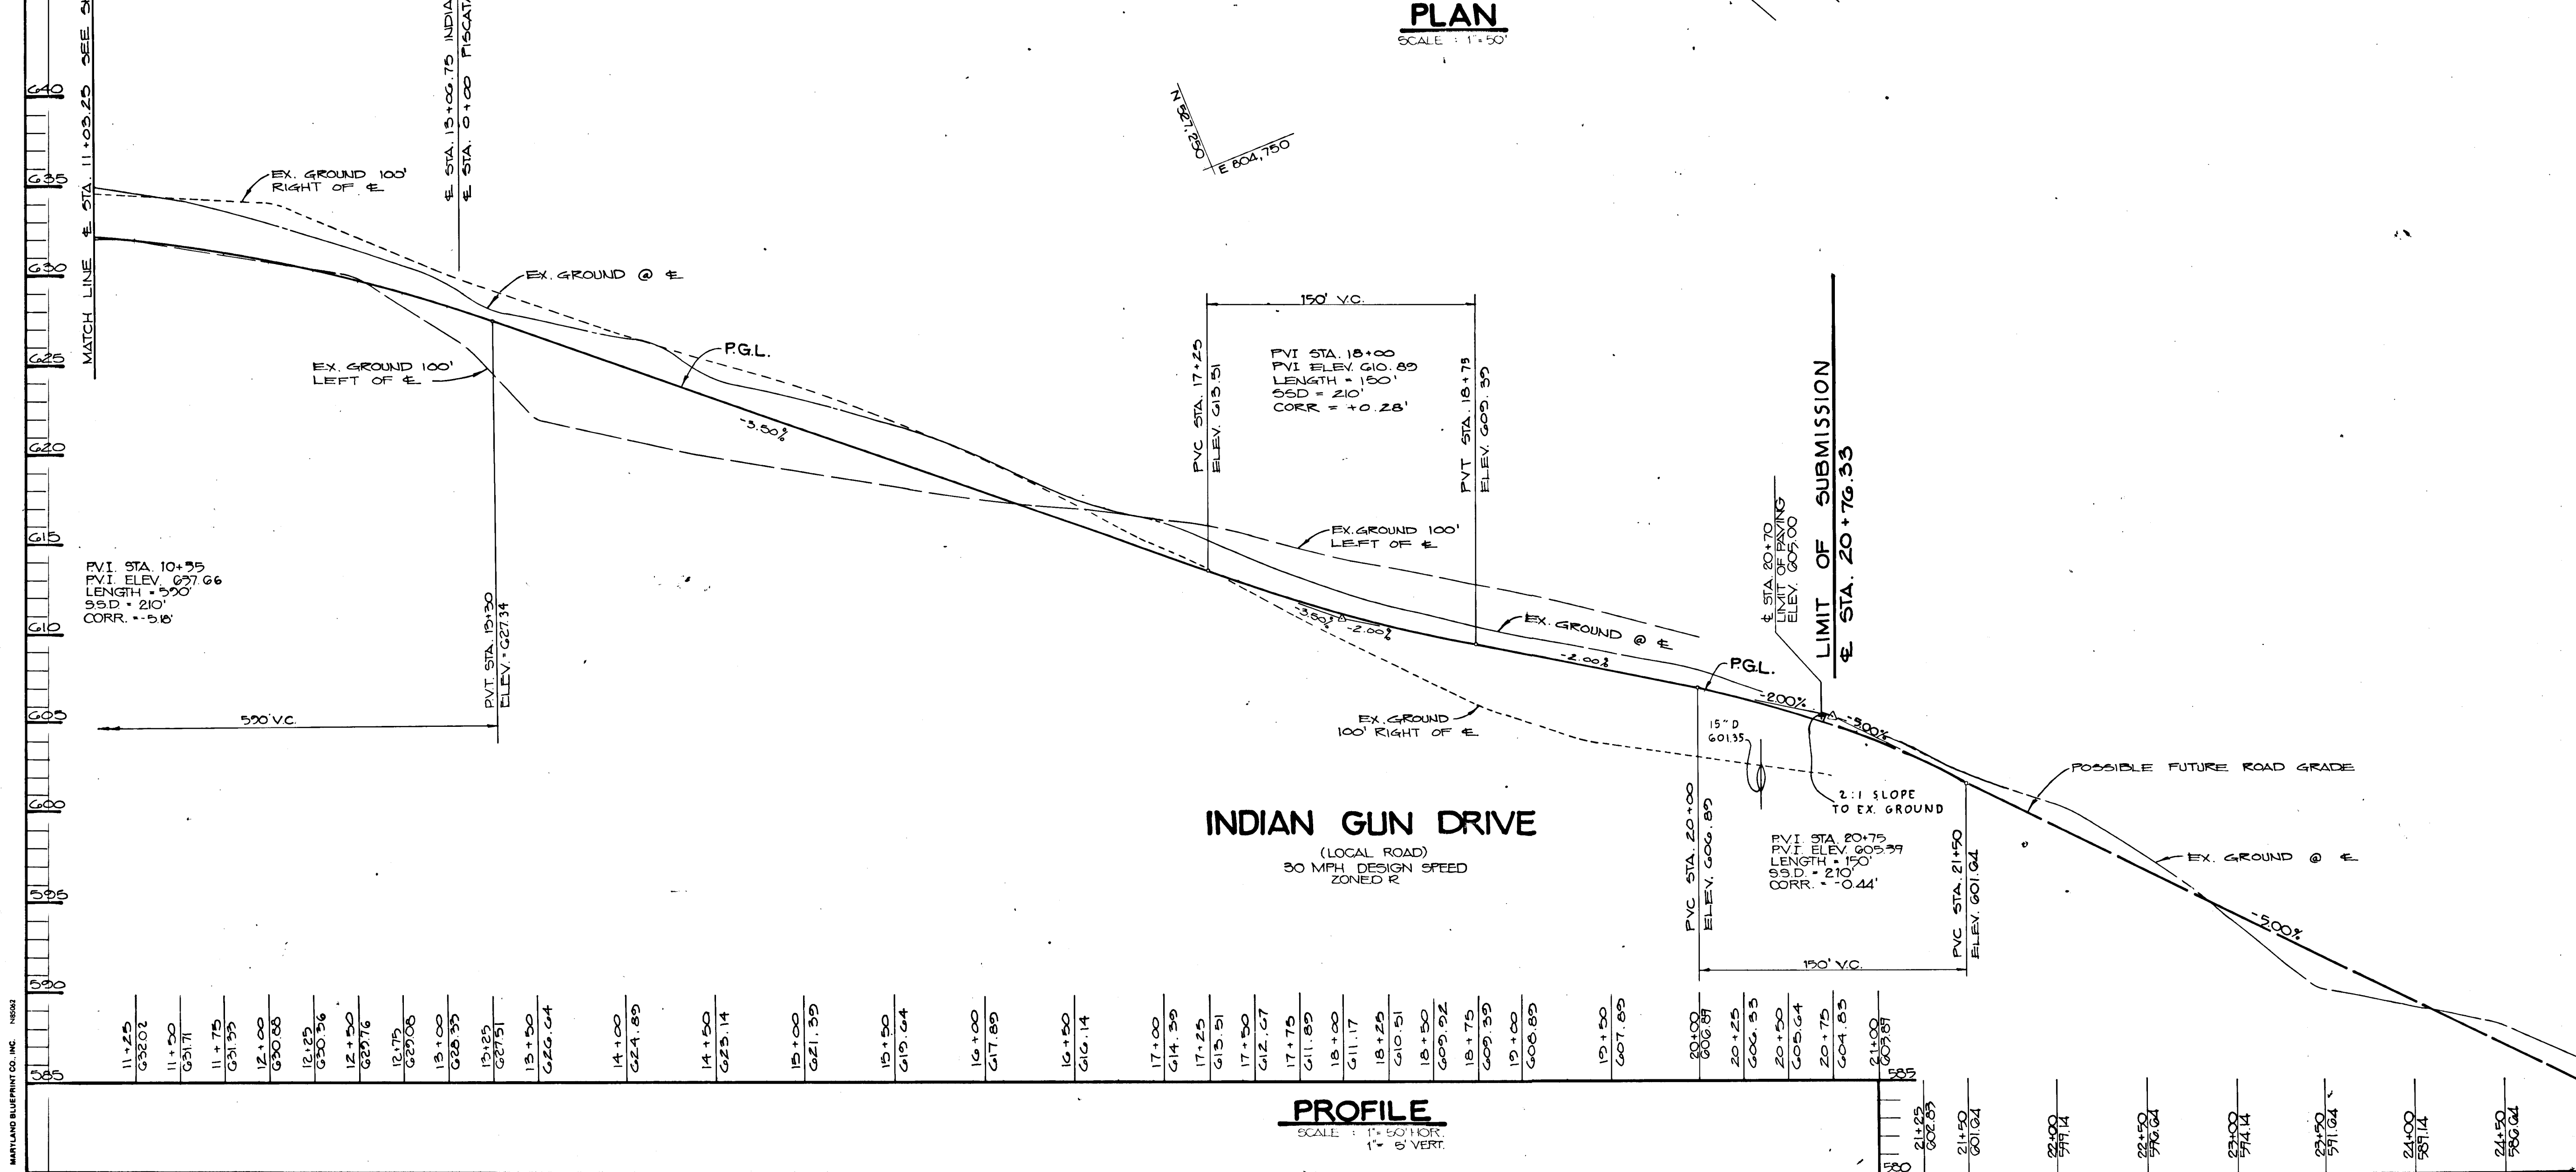 PLAN
SCALE : 1"=50'
MATCH LINE ℄ STA. 11+03.25 SEE
℄ STA. 13+06.75 INDIA
℄ STA. 0+00 PISCATA
N 527,250
E 804,750
640
635
630
625
620
615
610
605
600
595
590
585
EX. GROUND 100'
RIGHT OF ℄
EX. GROUND @ ℄
EX. GROUND 100'
LEFT OF ℄
P.G.L.
-3.50%
150' V.C.
PVC STA. 17+25
ELEV. 613.51
PVI STA. 18+00
PVI ELEV. 610.89
LENGTH = 150'
SSD = 210'
CORR = +0.28'
PVT STA. 18+75
ELEV. 609.39
EX. GROUND 100'
LEFT OF ℄
-3.50%
-2.00%
EX. GROUND @ ℄
-2.00%
℄ STA. 20+70
LIMIT OF PAVING
ELEV. 605.00
LIMIT OF SUBMISSION
℄ STA. 20+76.33
P.G.L.
-2.00%
-5.00%
P.V.I. STA. 10+35
P.V.I. ELEV. 637.66
LENGTH = 590'
S.S.D. = 210'
CORR. = -5.18'
P.V.T. STA. 13+30
ELEV. = 627.34
590' V.C.
EX. GROUND
100' RIGHT OF ℄
15" D
601.35
2:1 SLOPE
TO EX. GROUND
POSSIBLE FUTURE ROAD GRADE
EX. GROUND @ ℄
-5.00%
INDIAN GUN DRIVE
(LOCAL ROAD)
30 MPH DESIGN SPEED
ZONED R
PVC STA. 20+00
ELEV. 606.89
P.V.I. STA. 20+75
P.V.I. ELEV. 605.39
LENGTH = 150'
S.S.D. = 210'
CORR. = -0.44'
PVC STA. 21+50
ELEV. 601.64
150' V.C.
11+25
632.02
11+50
631.71
11+75
631.33
12+00
630.88
12+25
630.36
12+50
629.76
12+75
629.08
13+00
628.33
13+25
627.51
13+50
626.64
14+00
624.89
14+50
623.14
15+00
621.39
15+50
619.64
16+00
617.89
16+50
616.14
17+00
614.39
17+25
613.51
17+50
612.67
17+75
611.89
18+00
611.17
18+25
610.51
18+50
609.92
18+75
609.39
19+00
608.89
19+50
607.89
20+00
606.89
20+25
606.33
20+50
605.64
20+75
604.83
21+00
603.89
585
580
21+25
602.83
21+50
601.64
22+00
599.14
22+50
596.64
23+00
594.14
23+50
591.64
24+00
589.14
24+50
586.64
PROFILE
SCALE : 1"=50' HOR.
1"= 5' VERT.
MARYLAND BLUEPRINT CO., INC. N85062